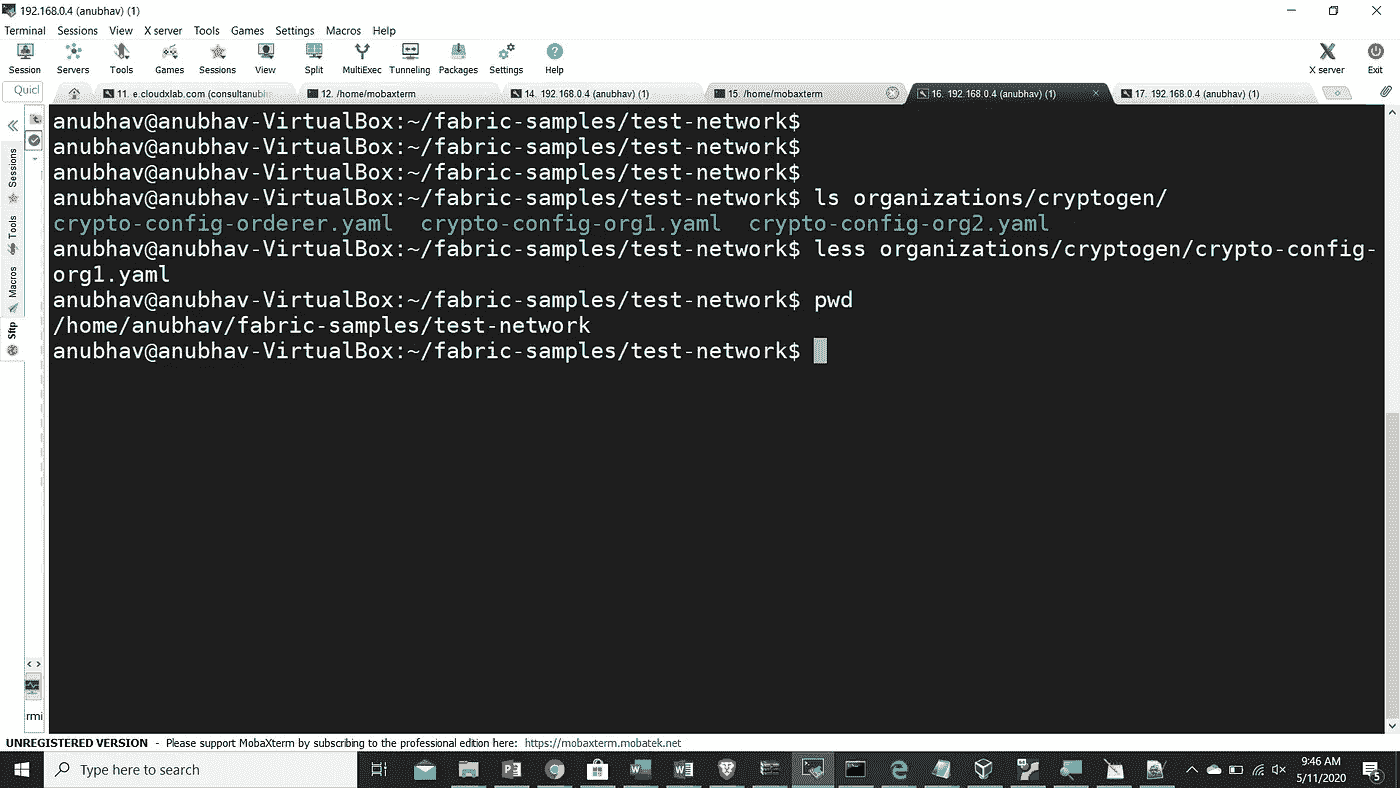 192.168.0.4 (anubhav) (1)
Terminal Sessions View X server Tools Games Settings Macros Help
Session Servers Tools Games Sessions View Split MultiExec Tunneling Packages Settings Help X server Exit
Quicl 11. e.cloudxlab.com (consultanubh 12. /home/mobaxterm 14. 192.168.0.4 (anubhav) (1) 15. /home/mobaxterm 16. 192.168.0.4 (anubhav) (1) 17. 192.168.0.4 (anubhav) (1)
Sessions
Tools
Macros
Sftp
anubhav@anubhav-VirtualBox:~/fabric-samples/test-network$
anubhav@anubhav-VirtualBox:~/fabric-samples/test-network$
anubhav@anubhav-VirtualBox:~/fabric-samples/test-network$
anubhav@anubhav-VirtualBox:~/fabric-samples/test-network$ ls organizations/cryptogen/
crypto-config-orderer.yaml crypto-config-org1.yaml crypto-config-org2.yaml
anubhav@anubhav-VirtualBox:~/fabric-samples/test-network$ less organizations/cryptogen/crypto-config-
org1.yaml
anubhav@anubhav-VirtualBox:~/fabric-samples/test-network$ pwd
/home/anubhav/fabric-samples/test-network
anubhav@anubhav-VirtualBox:~/fabric-samples/test-network$
rmi
UNREGISTERED VERSION - Please support MobaXterm by subscribing to the professional edition here: https://mobaxterm.mobatek.net
Type here to search
9:46 AM
5/11/2020
5